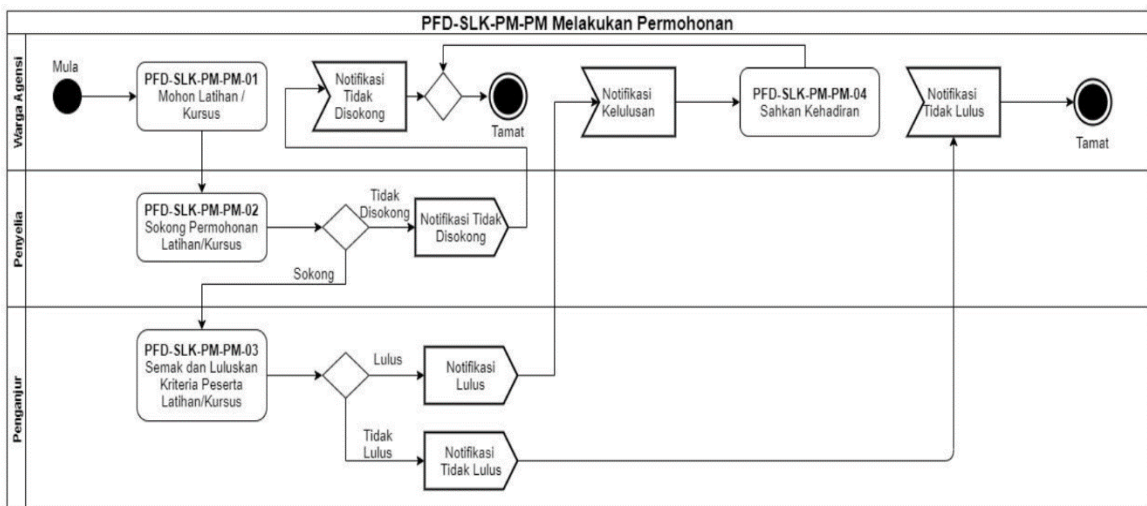 PFD-SLK-PM-PM Melakukan Permohonan
Warga Agensi
Mula
PFD-SLK-PM-PM-01
Mohon Latihan /
Kursus
Notifikasi
Tidak
Disokong
Tamat
Notifikasi
Kelulusan
PFD-SLK-PM-PM-04
Sahkan Kehadiran
Notifikasi
Tidak Lulus
Tamat
Penyelia
PFD-SLK-PM-PM-02
Sokong Permohonan
Latihan/Kursus
Tidak
Disokong
Notifikasi Tidak
Disokong
Sokong
Penganjur
PFD-SLK-PM-PM-03
Semak dan Luluskan
Kriteria Peserta
Latihan/Kursus
Lulus
Notifikasi
Lulus
Tidak
Lulus
Notifikasi
Tidak Lulus